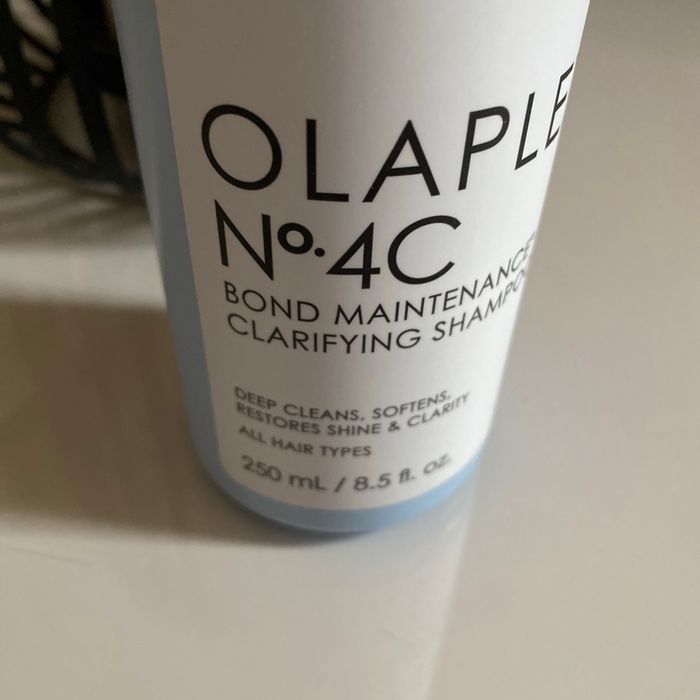 OLAPLE
No. 4C
BOND MAINTENANCE
CLARIFYING SHAMPO
DEEP CLEANS, SOFTENS,
RESTORES SHINE & CLARITY
ALL HAIR TYPES
250 mL / 8.5 fl. oz.